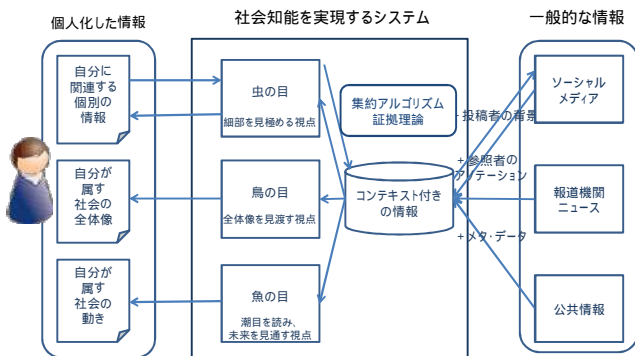 個人化した情報
社会知能を実現するシステム
一般的な情報
自分に
関連する
個別の
情報
自分が
属す
社会の
全体像
自分が
属す
社会の
動き
虫の目
細部を見極める視点
鳥の目
全体像を見渡す視点
魚の目
潮目を読み、
未来を見通す視点
集約アルゴリズム
証拠理論
コンテキスト付き
の情報
+投稿者の背景
+参照者の
アノテーション
+メタ・データ
ソーシャル
メディア
報道機関
ニュース
公共情報